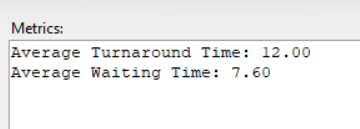 Metrics:
Average Turnaround Time: 12.00
Average Waiting Time: 7.60